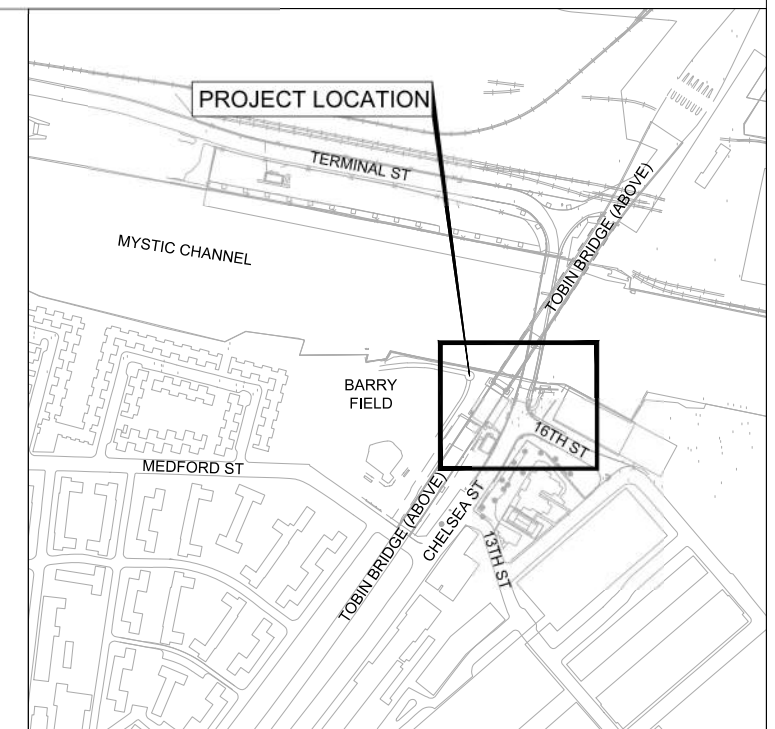 PROJECT LOCATION
TERMINAL ST
TOBIN BRIDGE (ABOVE)
MYSTIC CHANNEL
BARRY
FIELD
16TH ST
MEDFORD ST
TOBIN BRIDGE (ABOVE)
CHELSEA ST
13TH ST